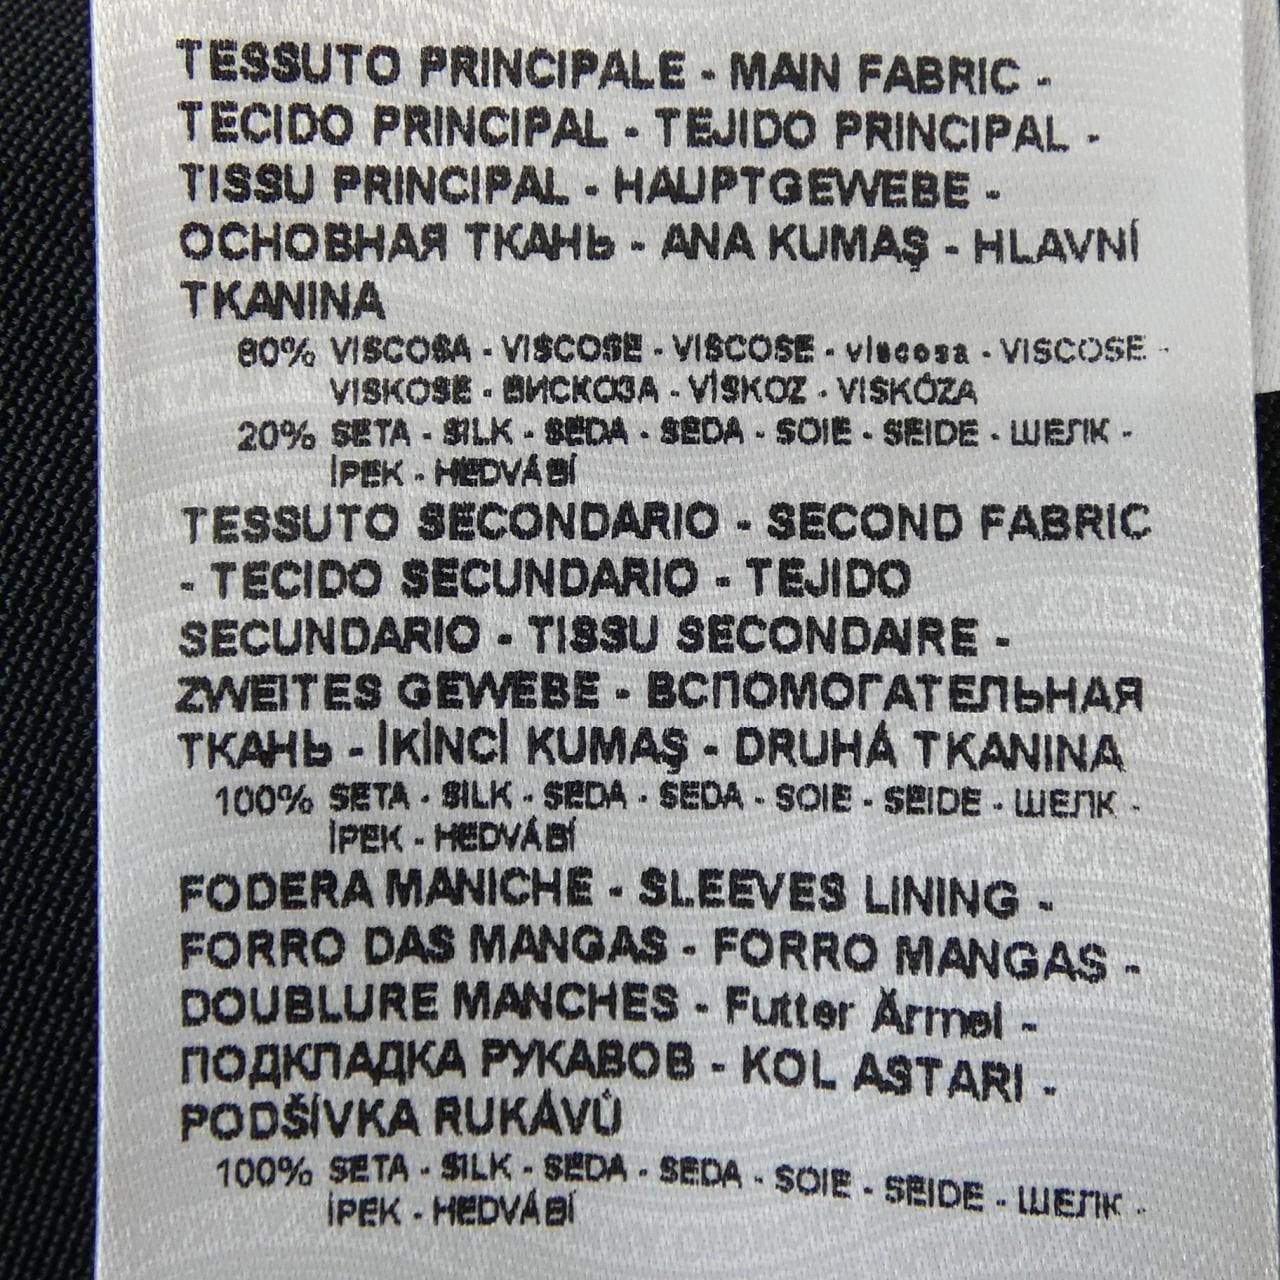 TESSUTO PRINCIPALE - MAIN FABRIC -
TECIDO PRINCIPAL - TEJIDO PRINCIPAL -
TISSU PRINCIPAL - HAUPTGEWEBE -
ОСНОВНАЯ ТКАНЬ - ANA KUMAŞ - HLAVNÍ
TKANINA
80% VISCOSA - VISCOSE - VISCOSE - viscosa - VISCOSE -
VISKOSE - ВИСКОЗА - VİSKOZ - VISKÓZA
20% SETA - SILK - SEDA - SEDA - SOIE - SEIDE - ШЕЛК -
İPEK - HEDVÁBÍ
TESSUTO SECONDARIO - SECOND FABRIC
- TECIDO SECUNDARIO - TEJIDO
SECUNDARIO - TISSU SECONDAIRE -
ZWEITES GEWEBE - ВСПОМОГАТЕЛЬНАЯ
ТКАНЬ - İKİNCİ KUMAŞ - DRUHÁ TKANINA
100% SETA - SILK - SEDA - SEDA - SOIE - SEIDE - ШЕЛК -
İPEK - HEDVÁBÍ
FODERA MANICHE - SLEEVES LINING -
FORRO DAS MANGAS - FORRO MANGAS -
DOUBLURE MANCHES - Futter Ärmel -
ПОДКЛАДКА РУКАВОВ - KOL ASTARI -
PODŠÍVKA RUKÁVŮ
100% SETA - SILK - SEDA - SEDA - SOIE - SEIDE - ШЕЛК -
İPEK - HEDVÁBÍ